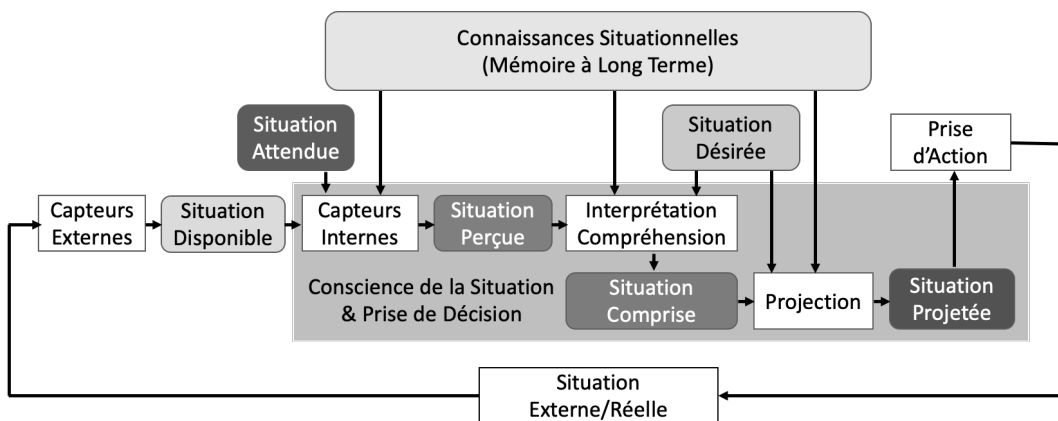 Connaissances Situationnelles
(Mémoire à Long Terme)
Situation
Attendue
Situation
Désirée
Prise
d’Action
Capteurs
Externes
Situation
Disponible
Capteurs
Internes
Situation
Perçue
Interprétation
Compréhension
Conscience de la Situation
& Prise de Décision
Situation
Comprise
Projection
Situation
Projetée
Situation
Externe/Réelle